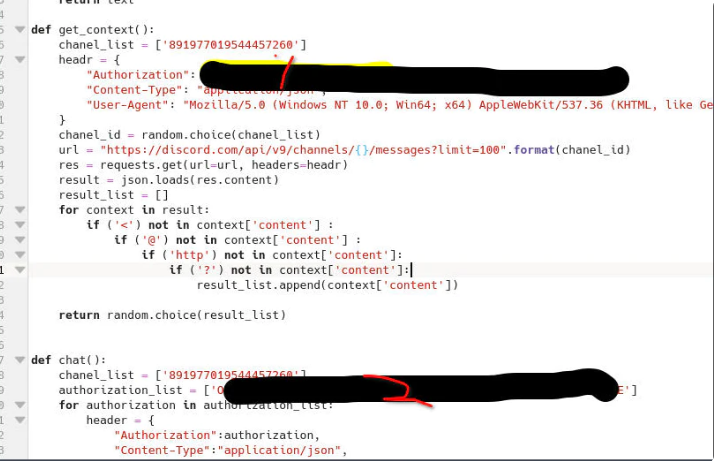 return text
def get_context():
chanel_list = ['891977019544457260']
headr = {
"Authorization":
"Content-Type": "application/json",
"User-Agent": "Mozilla/5.0 (Windows NT 10.0; Win64; x64) AppleWebKit/537.36 (KHTML, like Ge
}
chanel_id = random.choice(chanel_list)
url = "https://discord.com/api/v9/channels/{}/messages?limit=100".format(chanel_id)
res = requests.get(url=url, headers=headr)
result = json.loads(res.content)
result_list = []
for context in result:
if ('<') not in context['content'] :
if ('@') not in context['content'] :
if ('http') not in context['content']:
if ('?') not in context['content']:
result_list.append(context['content'])
return random.choice(result_list)
def chat():
chanel_list = ['891977019544457260']
authorization_list = ['O E']
for authorization in authorization_list:
header = {
"Authorization":authorization,
"Content-Type":"application/json",